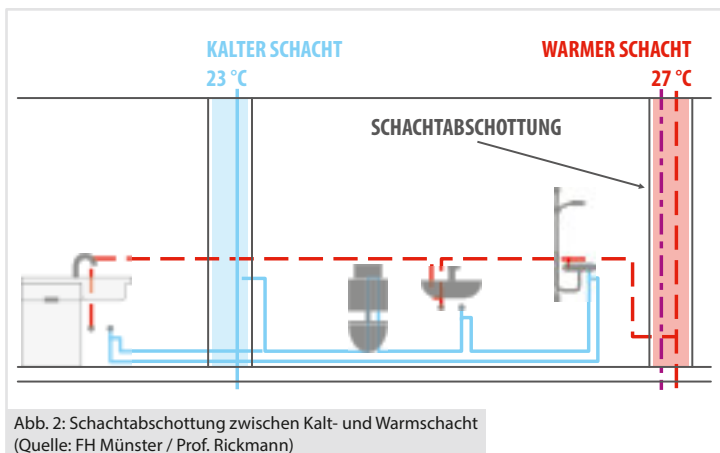 KALTER SCHACHT
23 °C
WARMER SCHACHT
27 °C
SCHACHTABSCHOTTUNG
Abb. 2: Schachtabschottung zwischen Kalt- und Warmschacht
(Quelle: FH Münster / Prof. Rickmann)